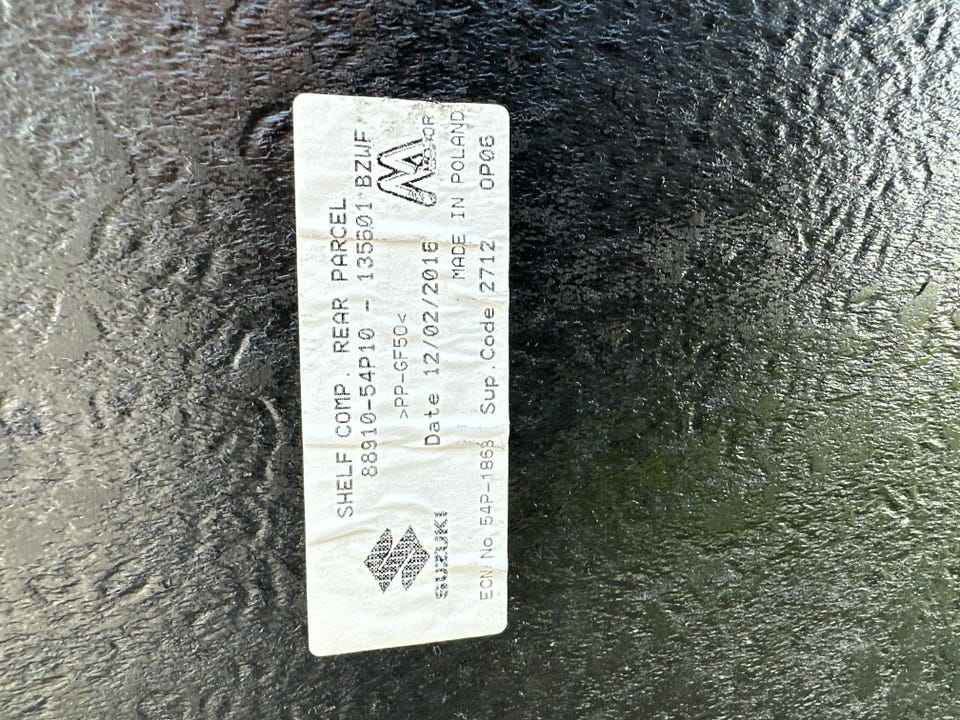 SHELF COMP. REAR PARCEL
88910-54P10 - 135501 BZWF
>PP-GF50<
SUZUKI
Date 12/02/2016
MADE IN POLAND
ECN No. 54P-1863 Sup.Code 2712 OP06